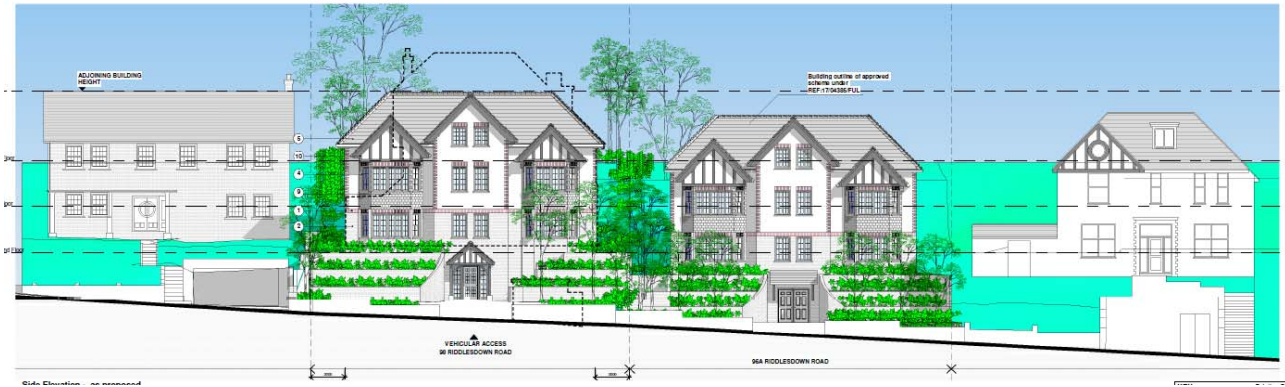 ADJOINING BUILDING
HEIGHT
Building outline of approved
scheme under
REF:17/04385/FUL
5
10
4
9
1
2
VEHICULAR ACCESS
98 RIDDLESDOWN ROAD
96A RIDDLESDOWN ROAD
Side Elevation - as proposed